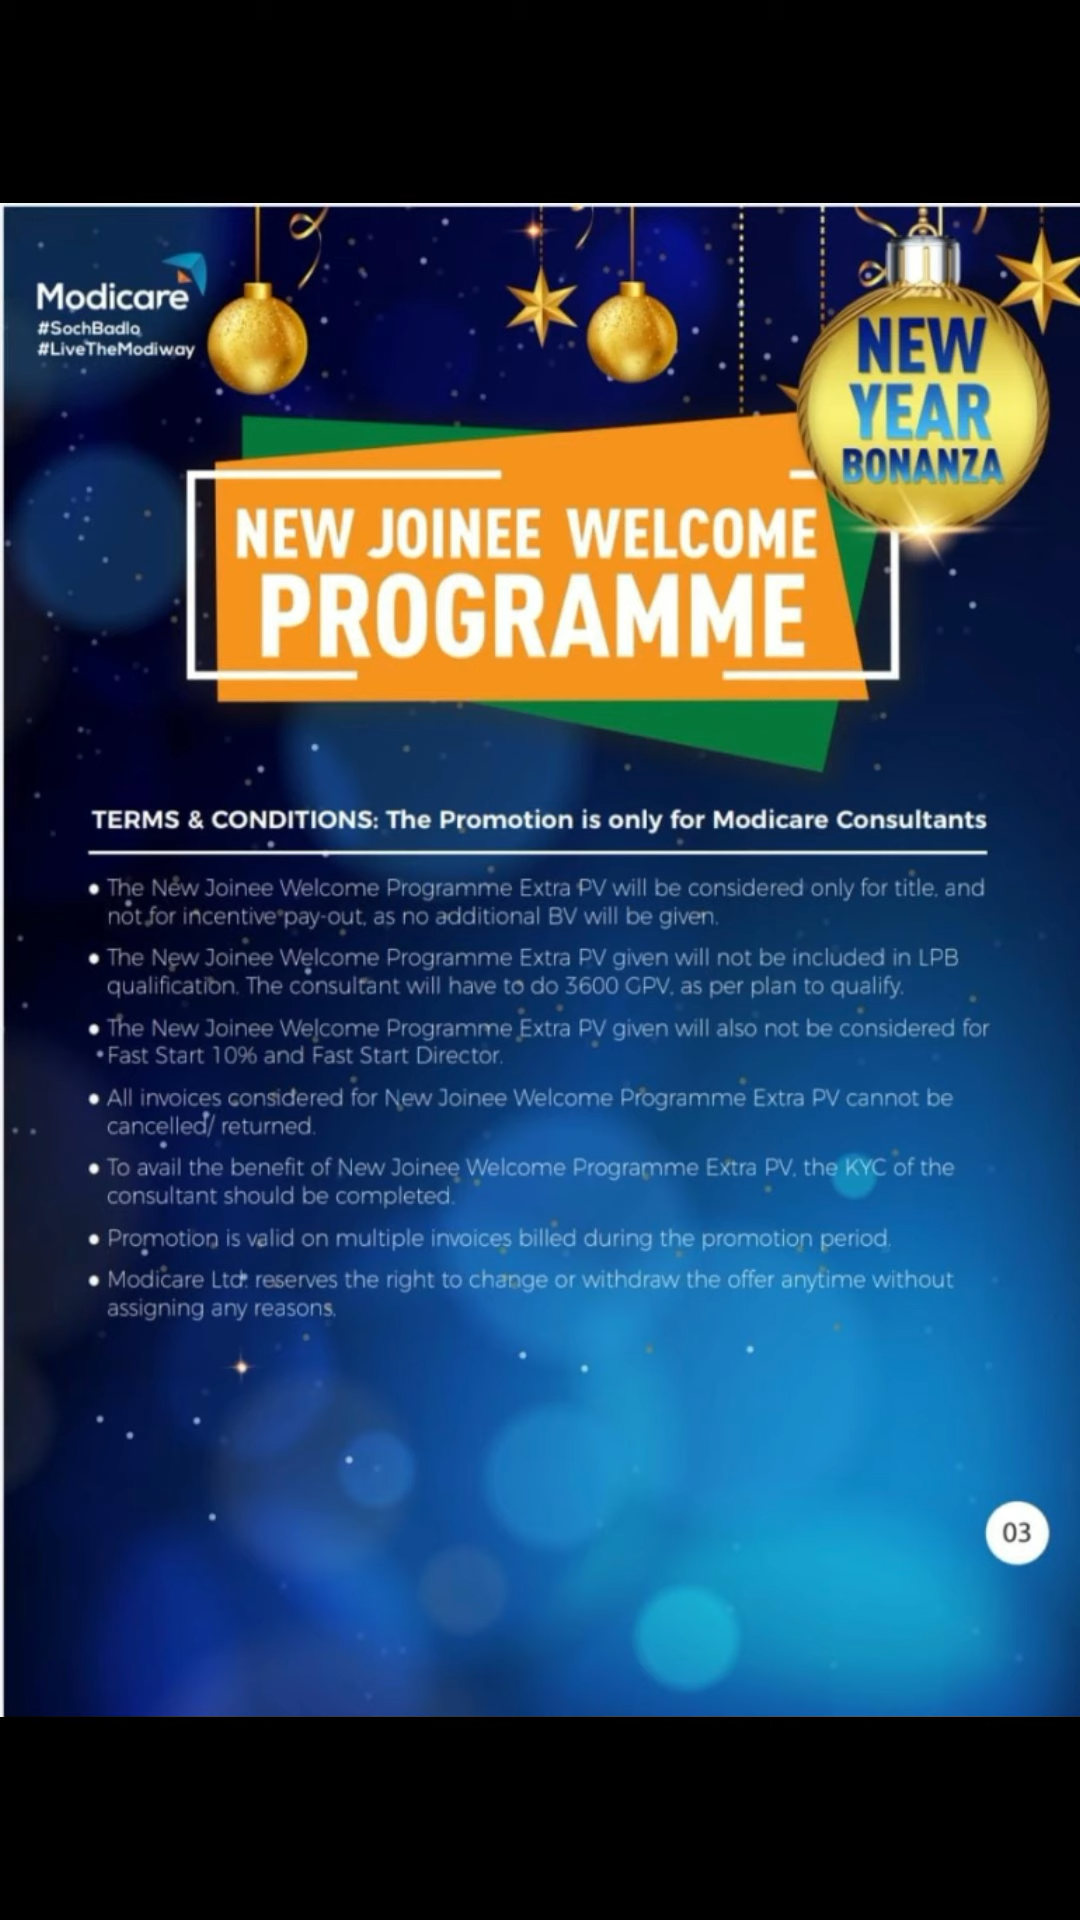 Modicare
#SochBadlo
#LiveTheModiway
NEW
YEAR
BONANZA
NEW JOINEE WELCOME
PROGRAMME
TERMS & CONDITIONS: The Promotion is only for Modicare Consultants
● The New Joinee Welcome Programme Extra PV will be considered only for title, and
not for incentive pay-out, as no additional BV will be given.
● The New Joinee Welcome Programme Extra PV given will not be included in LPB
qualification. The consultant will have to do 3600 GPV, as per plan to qualify.
● The New Joinee Welcome Programme Extra PV given will also not be considered for
Fast Start 10% and Fast Start Director.
● All invoices considered for New Joinee Welcome Programme Extra PV cannot be
cancelled/ returned.
● To avail the benefit of New Joinee Welcome Programme Extra PV, the KYC of the
consultant should be completed.
● Promotion is valid on multiple invoices billed during the promotion period.
● Modicare Ltd. reserves the right to change or withdraw the offer anytime without
assigning any reasons.
03